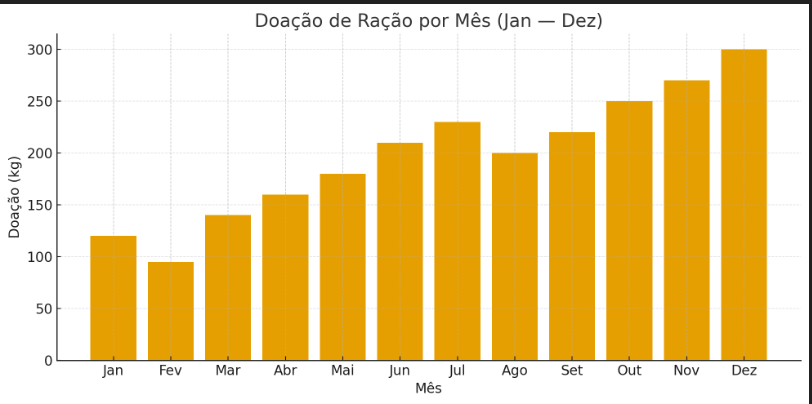 Doação de Ração por Mês (Jan — Dez)
300
250
200
150
100
50
0
Doação (kg)
Jan Fev Mar Abr Mai Jun Jul Ago Set Out Nov Dez
Mês